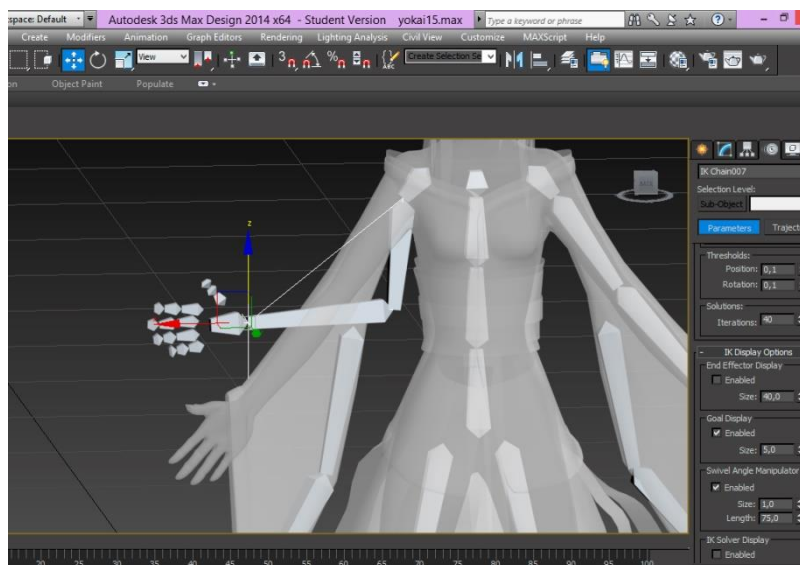 space: Default
Autodesk 3ds Max Design 2014 x64 - Student Version yokai15.max
Type a keyword or phrase
Create Modifiers Animation Graph Editors Rendering Lighting Analysis Civil View Customize MAXScript Help
View
3
Create Selection Se
on Object Paint Populate
IK Chain007
Selection Level:
Sub-Object
Parameters Traject
Thresholds:
Position: 0,1
Rotation: 0,1
Solutions:
Iterations: 40
- IK Display Options
End Effector Display
Enabled
Size: 40,0
Goal Display
Enabled
Size: 5,0
Swivel Angle Manipulator
Enabled
Size: 1,0
Length: 75,0
IK Solver Display
Enabled
z
20 25 30 35 40 45 50 55 60 65 70 75 80 85 90 95 100